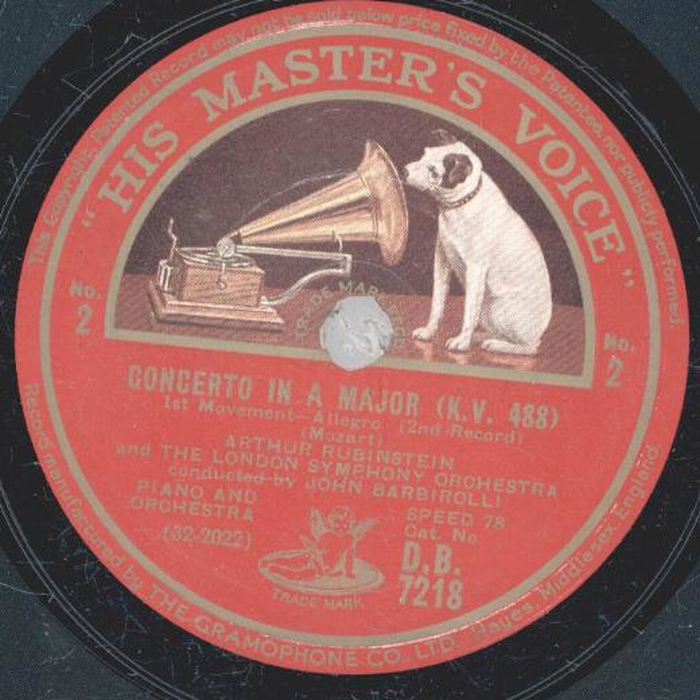 This Copyright Patented Record may not be sold below price fixed by the Patentee, nor publicly performed.
"HIS MASTER'S VOICE"
TRADE MARK
No. 2
No. 2
CONCERTO IN A MAJOR (K.V. 488)
1st Movement—Allegro (2nd Record)
(Mozart)
ARTHUR RUBINSTEIN
and THE LONDON SYMPHONY ORCHESTRA
conducted by JOHN BARBIROLLI
PIANO AND
ORCHESTRA
SPEED 78
Cat. No
(32-2022)
D.B.
7218
TRADE MARK
Record manufactured by THE GRAMOPHONE CO., LTD. Hayes, Middlesex, England